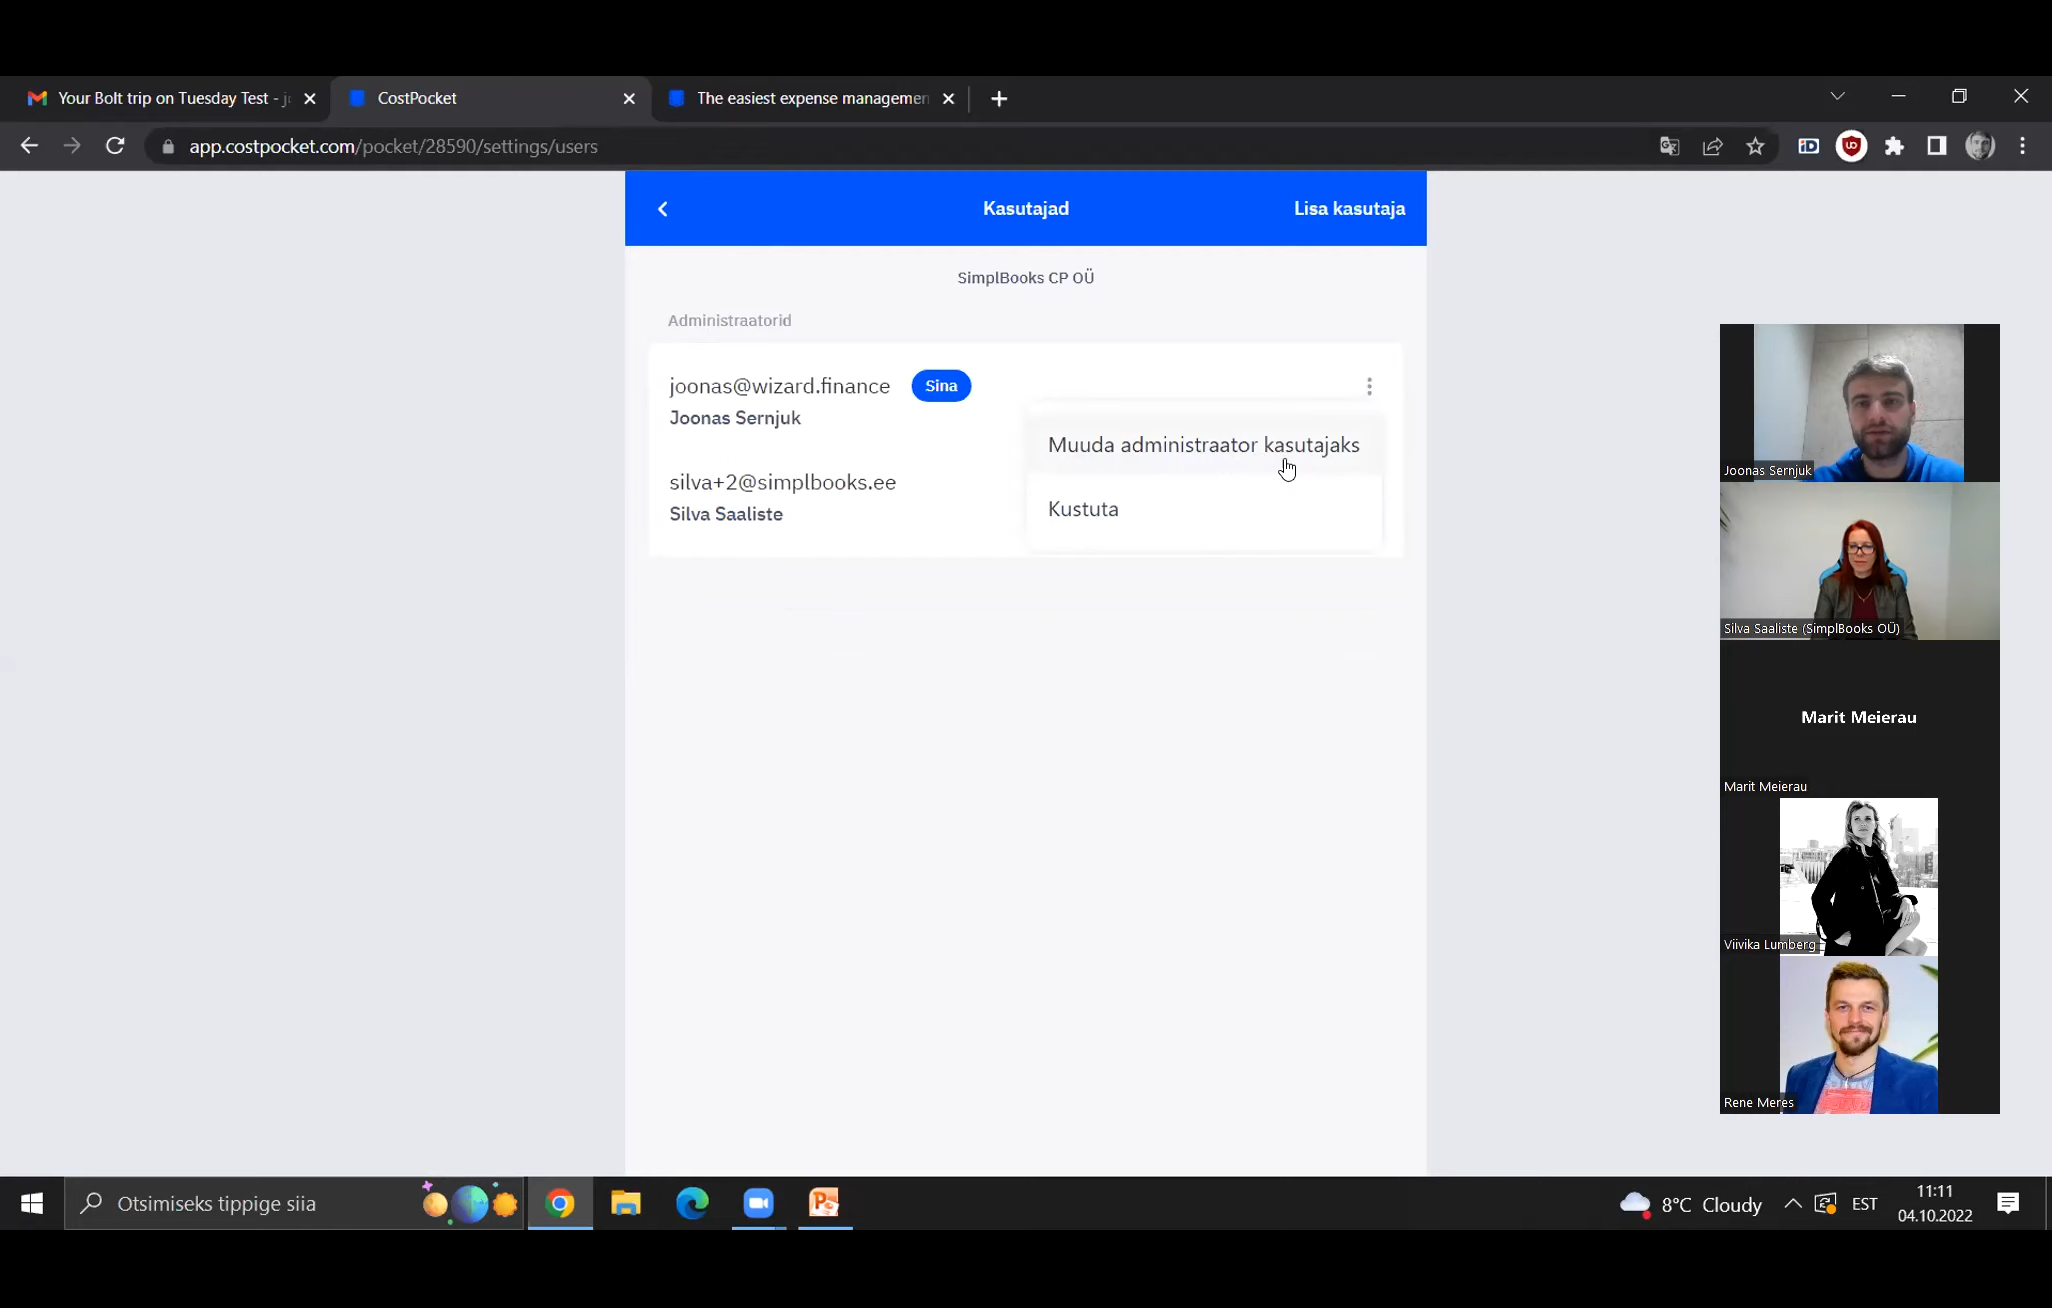 Your Bolt trip on Tuesday Test - j
CostPocket
The easiest expense managemen
app.costpocket.com/pocket/28590/settings/users
Kasutajad
Lisa kasutaja
SimplBooks CP OÜ
Administraatorid
joonas@wizard.finance
Sina
Joonas Sernjuk
Muuda administraator kasutajaks
silva+2@simplbooks.ee
Kustuta
Silva Saaliste
Joonas Sernjuk
Silva Saaliste (SimplBooks OÜ)
Marit Meierau
Marit Meierau
Viivika Lumberg
Rene Meres
Otsimiseks tippige siia
8°C Cloudy
EST
11:11
04.10.2022